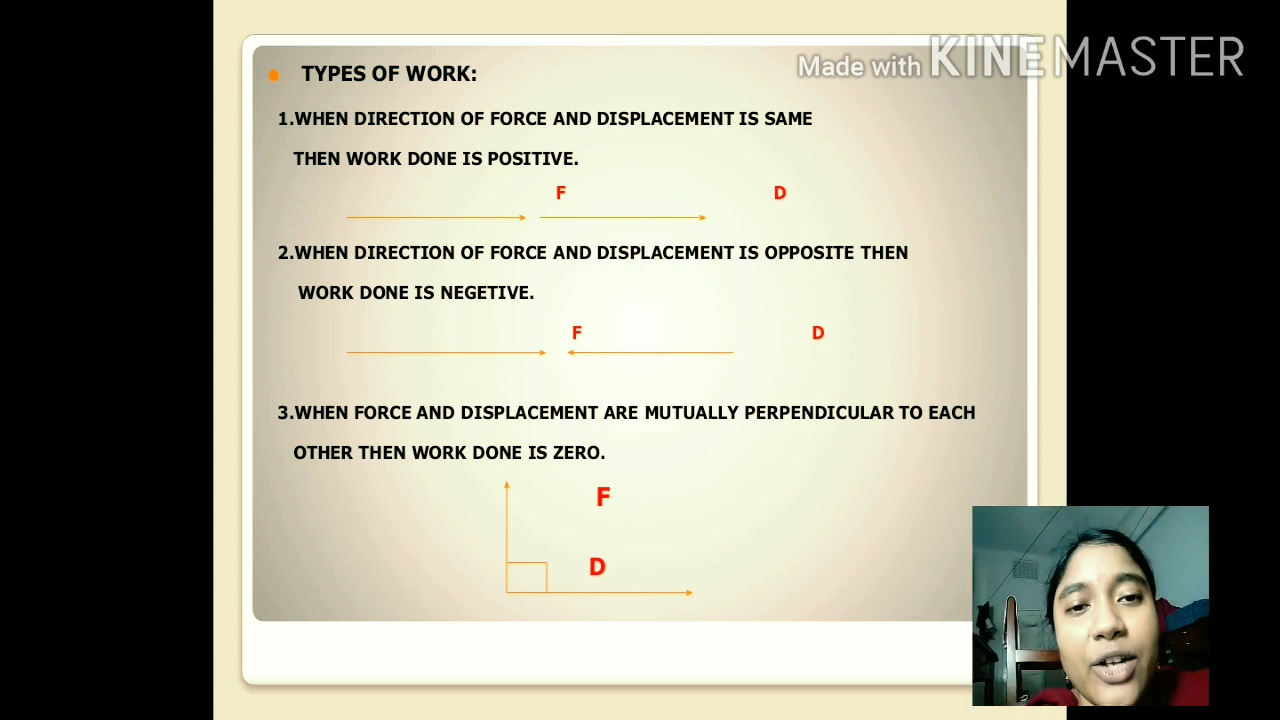 Made with KINEMASTER
TYPES OF WORK:
1.WHEN DIRECTION OF FORCE AND DISPLACEMENT IS SAME
THEN WORK DONE IS POSITIVE.
F D
2.WHEN DIRECTION OF FORCE AND DISPLACEMENT IS OPPOSITE THEN
WORK DONE IS NEGETIVE.
F D
3.WHEN FORCE AND DISPLACEMENT ARE MUTUALLY PERPENDICULAR TO EACH
OTHER THEN WORK DONE IS ZERO.
F
D